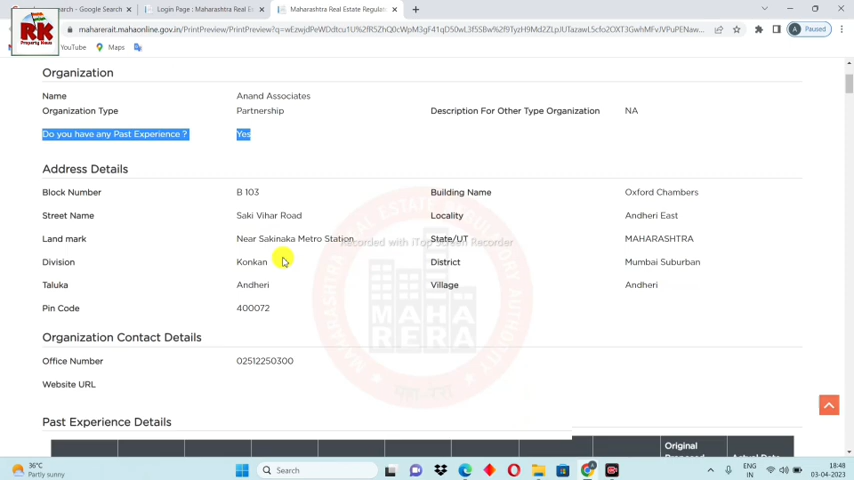 search - Google Search × Login Page : Maharashtra Real Es × Maharashtra Real Estate Regulat × +
maharerait.mahaonline.gov.in/PrintPreview/PrintPreview?q=
Paused
RK
Property News
YouTube Maps
Organization
Name Anand Associates
Organization Type Partnership Description For Other Type Organization NA
Do you have any Past Experience ? Yes
Address Details
Block Number B 103 Building Name Oxford Chambers
Street Name Saki Vihar Road Locality Andheri East
Land mark Near Sakinaka Metro Station State/UT MAHARASHTRA
Recorded with iTop Screen Recorder
Division Konkan District Mumbai Suburban
Taluka Andheri Village Andheri
Pin Code 400072
MAHA
RERA
Organization Contact Details
Office Number 02512250300
Website URL
Past Experience Details
Original
Proposed
Actual Date
36°C
Partly sunny
Search
ENG
IN
18:48
03-04-2023